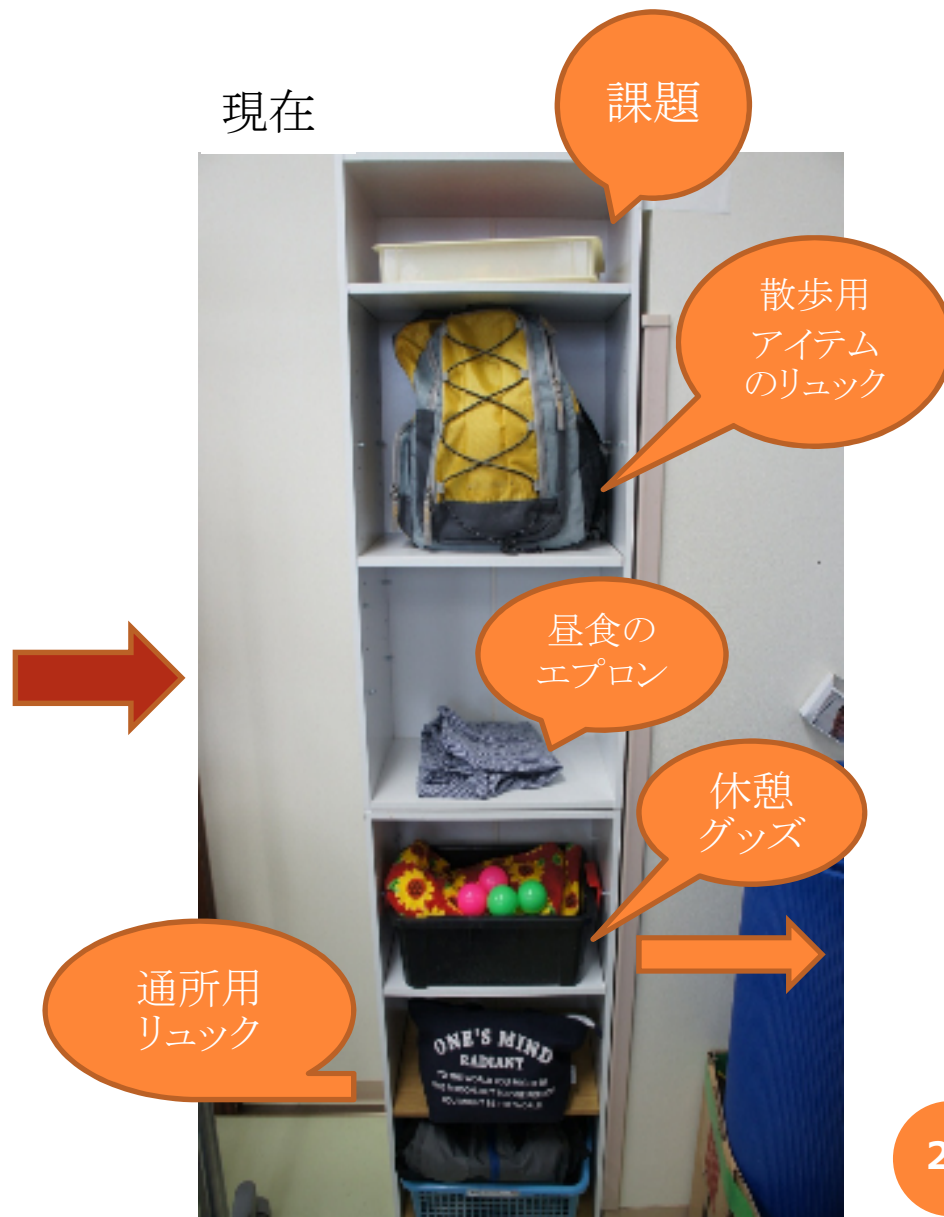 現在
課題
散歩用
アイテム
のリュック
昼食の
エプロン
休憩
グッズ
通所用
リュック
ONE'S MIND
RADIANT
2